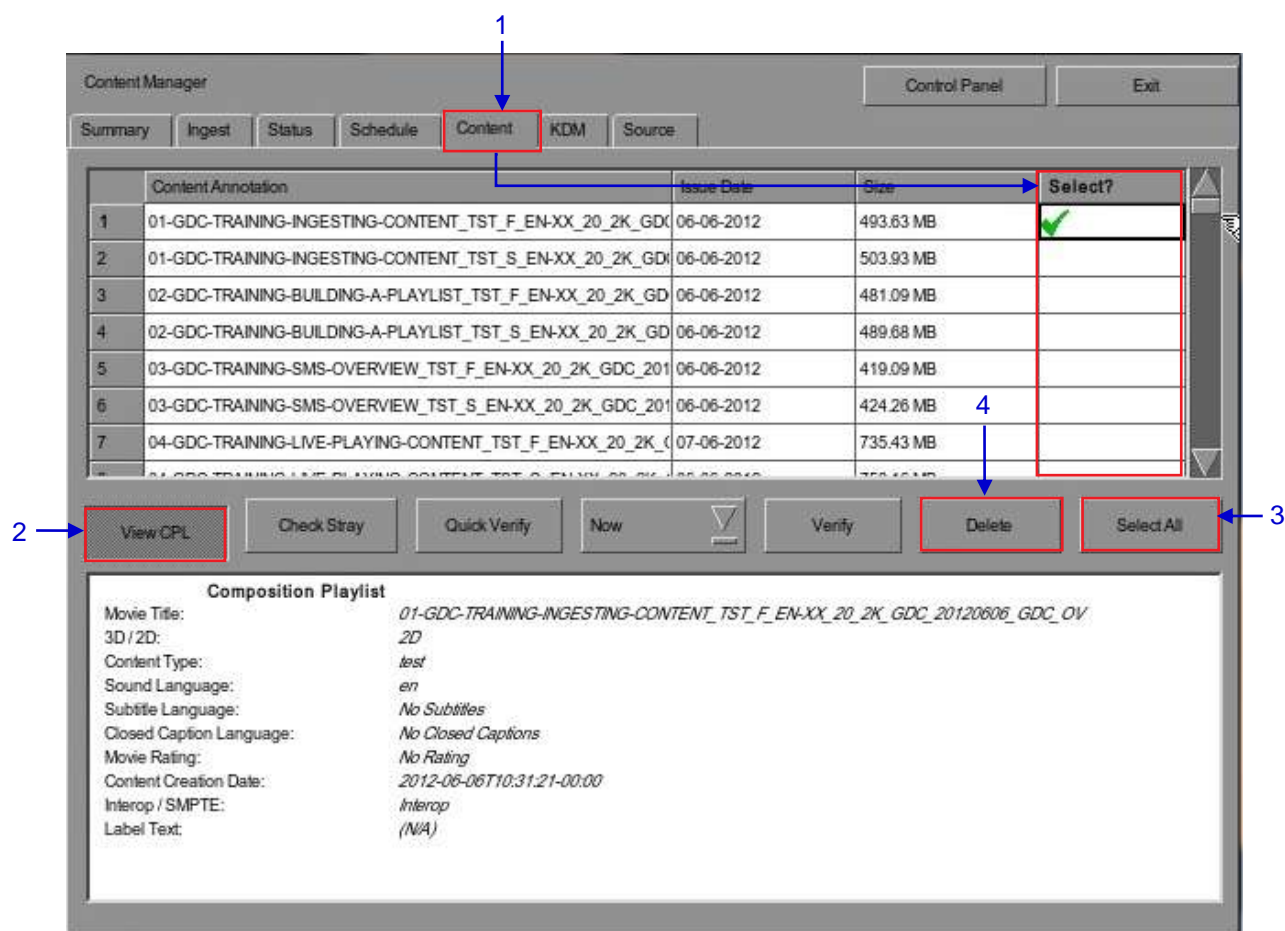 1
Content Manager Control Panel Exit
Summary Ingest Status Schedule Content KDM Source
Content Annotation Issue Date Size Select?
1 01-GDC-TRAINING-INGESTING-CONTENT_TST_F_EN-XX_20_2K_GDC 06-06-2012 493.63 MB
2 01-GDC-TRAINING-INGESTING-CONTENT_TST_S_EN-XX_20_2K_GD 06-06-2012 503.93 MB
3 02-GDC-TRAINING-BUILDING-A-PLAYLIST_TST_F_EN-XX_20_2K_GD 06-06-2012 481.09 MB
4 02-GDC-TRAINING-BUILDING-A-PLAYLIST_TST_S_EN-XX_20_2K_GD 06-06-2012 489.68 MB
5 03-GDC-TRAINING-SMS-OVERVIEW_TST_F_EN-XX_20_2K_GDC_201 06-06-2012 419.09 MB
6 03-GDC-TRAINING-SMS-OVERVIEW_TST_S_EN-XX_20_2K_GDC_201 06-06-2012 424.26 MB 4
7 04-GDC-TRAINING-LIVE-PLAYING-CONTENT_TST_F_EN-XX_20_2K_ 07-06-2012 735.43 MB
2 View CPL Check Stray Quick Verify Now Verify Delete Select All 3
Composition Playlist
Movie Title: 01-GDC-TRAINING-INGESTING-CONTENT_TST_F_EN-XX_20_2K_GDC_20120606_GDC_OV
3D / 2D: 2D
Content Type: test
Sound Language: en
Subtitle Language: No Subtitles
Closed Caption Language: No Closed Captions
Movie Rating: No Rating
Content Creation Date: 2012-06-06T10:31:21-00:00
Interop / SMPTE: Interop
Label Text: (N/A)